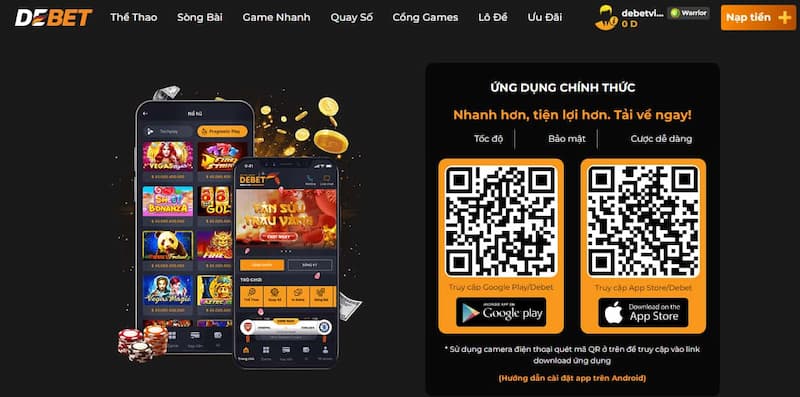 DEBET
Thể Thao
Sòng Bài
Game Nhanh
Quay Số
Cổng Games
Lô Đề
Ưu Đãi
debetvi...
Warrior
0 D
Nạp tiền +
Nổ hũ
Pragmatic Play
DEBET
TÂN SỬU
TRÂU VÀNG
ỨNG DỤNG CHÍNH THỨC
Nhanh hơn, tiện lợi hơn. Tải về ngay!
Tốc độ
Bảo mật
Cược dễ dàng
Truy cập Google Play/Debet
Truy cập App Store/Debet
ANDROID APP ON
Google play
Download on the
App Store
* Sử dụng camera điện thoại quét mã QR ở trên để truy cập vào link
download ứng dụng
(Hướng dẫn cài đặt app trên Android)